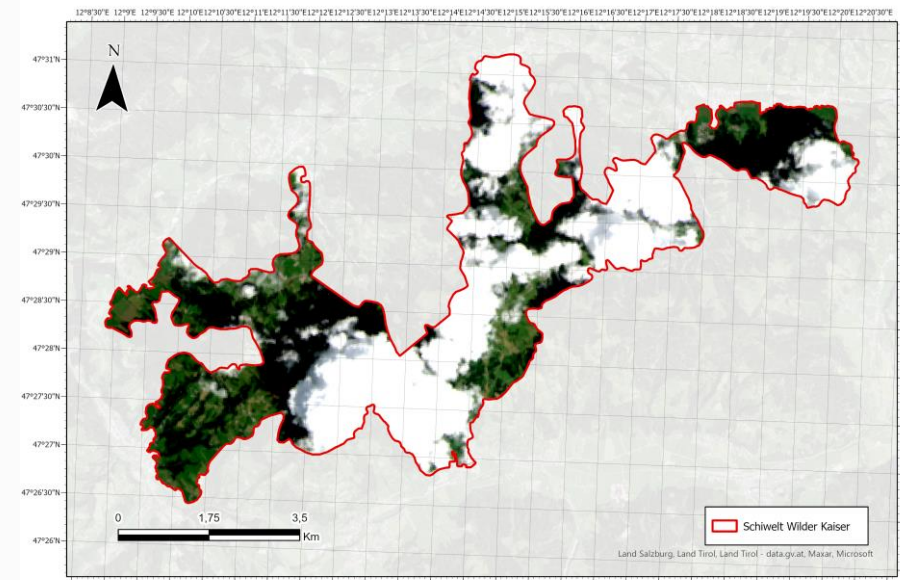 12°8'30"E 12°9'E 12°9'30"E 12°10'E 12°10'30"E 12°11'E 12°11'30"E 12°12'E 12°12'30"E 12°13'E 12°13'30"E 12°14'E 12°14'30"E 12°15'E 12°15'30"E 12°16'E 12°16'30"E 12°17'E 12°17'30"E 12°18'E 12°18'30"E 12°19'E 12°19'30"E 12°20'E 12°20'30"E
N
47°31'N
47°30'30"N
47°30'N
47°29'30"N
47°29'N
47°28'30"N
47°28'N
47°27'30"N
47°27'N
47°26'30"N
47°26'N
0 1,75 3,5
Km
Schiwelt Wilder Kaiser
Land Salzburg, Land Tirol, Land Tirol - data.gv.at, Maxar, Microsoft